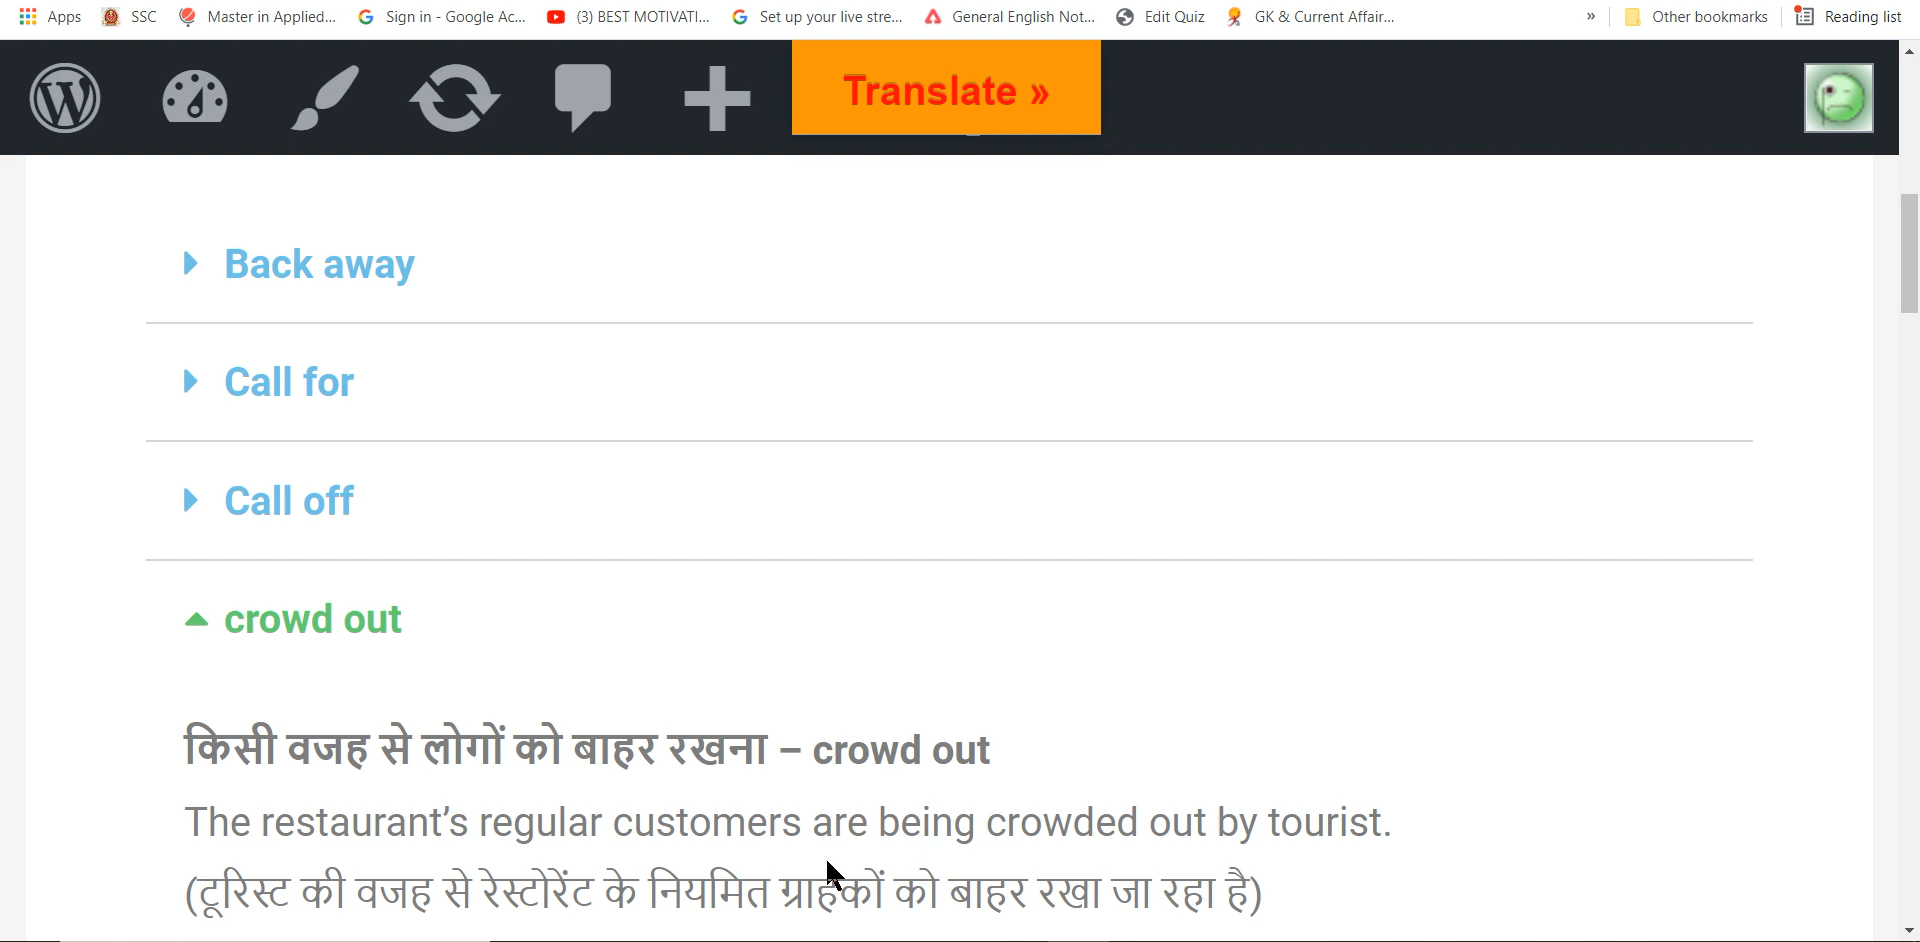 Apps SSC Master in Applied... Sign in - Google Ac... (3) BEST MOTIVATI... Set up your live stre... General English Not... Edit Quiz GK & Current Affair... » Other bookmarks Reading list
Translate »
Back away
Call for
Call off
crowd out
किसी वजह से लोगों को बाहर रखना – crowd out
The restaurant’s regular customers are being crowded out by tourist.
(टूरिस्ट की वजह से रेस्टोरेंट के नियमित ग्राहकों को बाहर रखा जा रहा है)